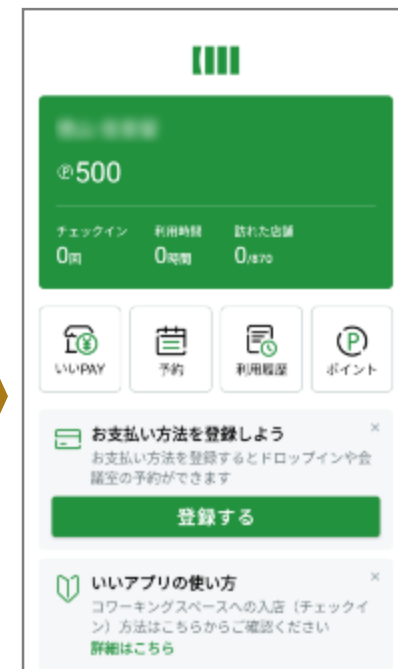 Ⓟ500
チェックイン 利用時間 訪れた店舗
0回 0時間 0/870
いいPAY 予約 利用履歴 ポイント
お支払い方法を登録しよう ×
お支払い方法を登録するとドロップインや会
議室の予約ができます
登録する
いいアプリの使い方 ×
コワーキングスペースへの入店（チェックイ
ン）方法はこちらからご確認ください
詳細はこちら